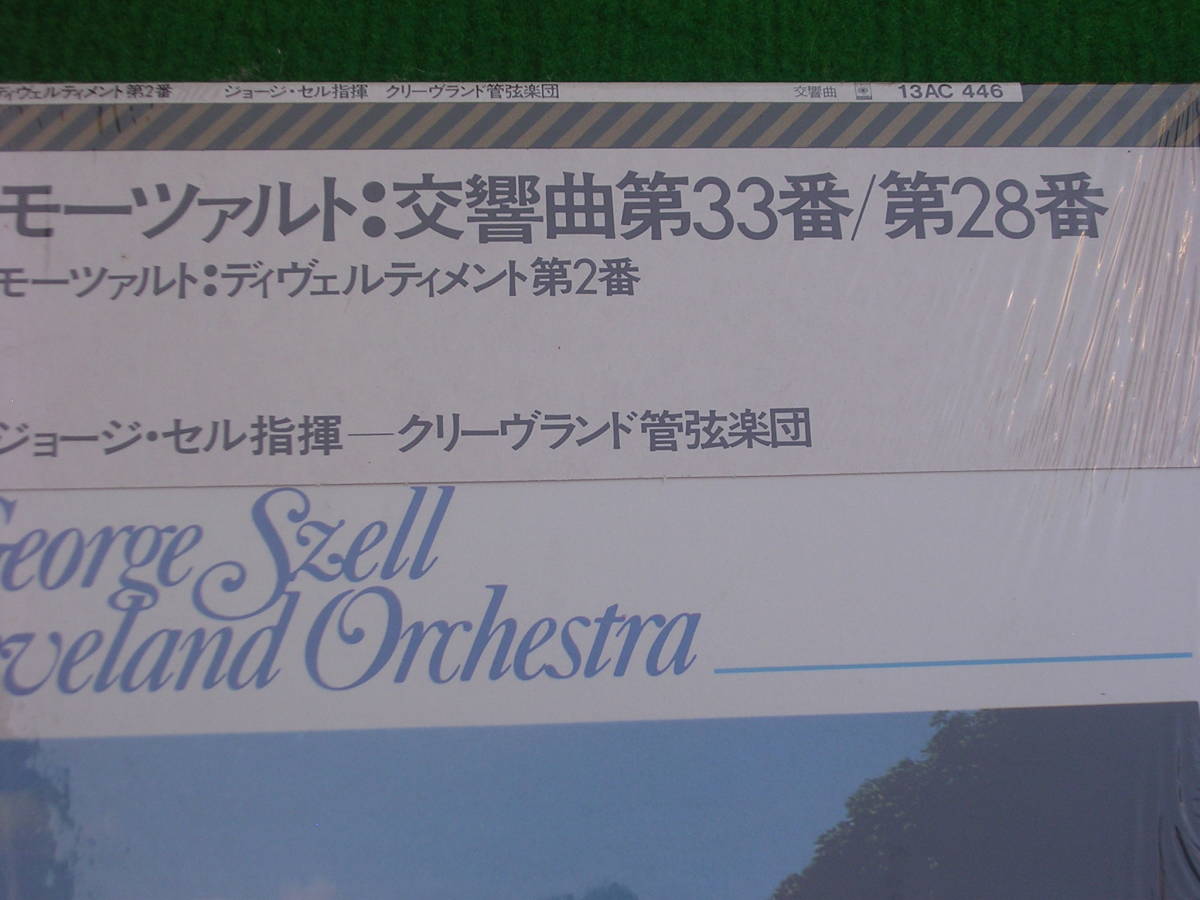 ディヴェルティメント第2番 ジョージ・セル指揮 クリーヴランド管弦楽団 交響曲 13AC 446
モーツァルト:交響曲第33番/第28番
モーツァルト:ディヴェルティメント第2番
ジョージ・セル指揮—クリーヴランド管弦楽団
George Szell
eveland Orchestra